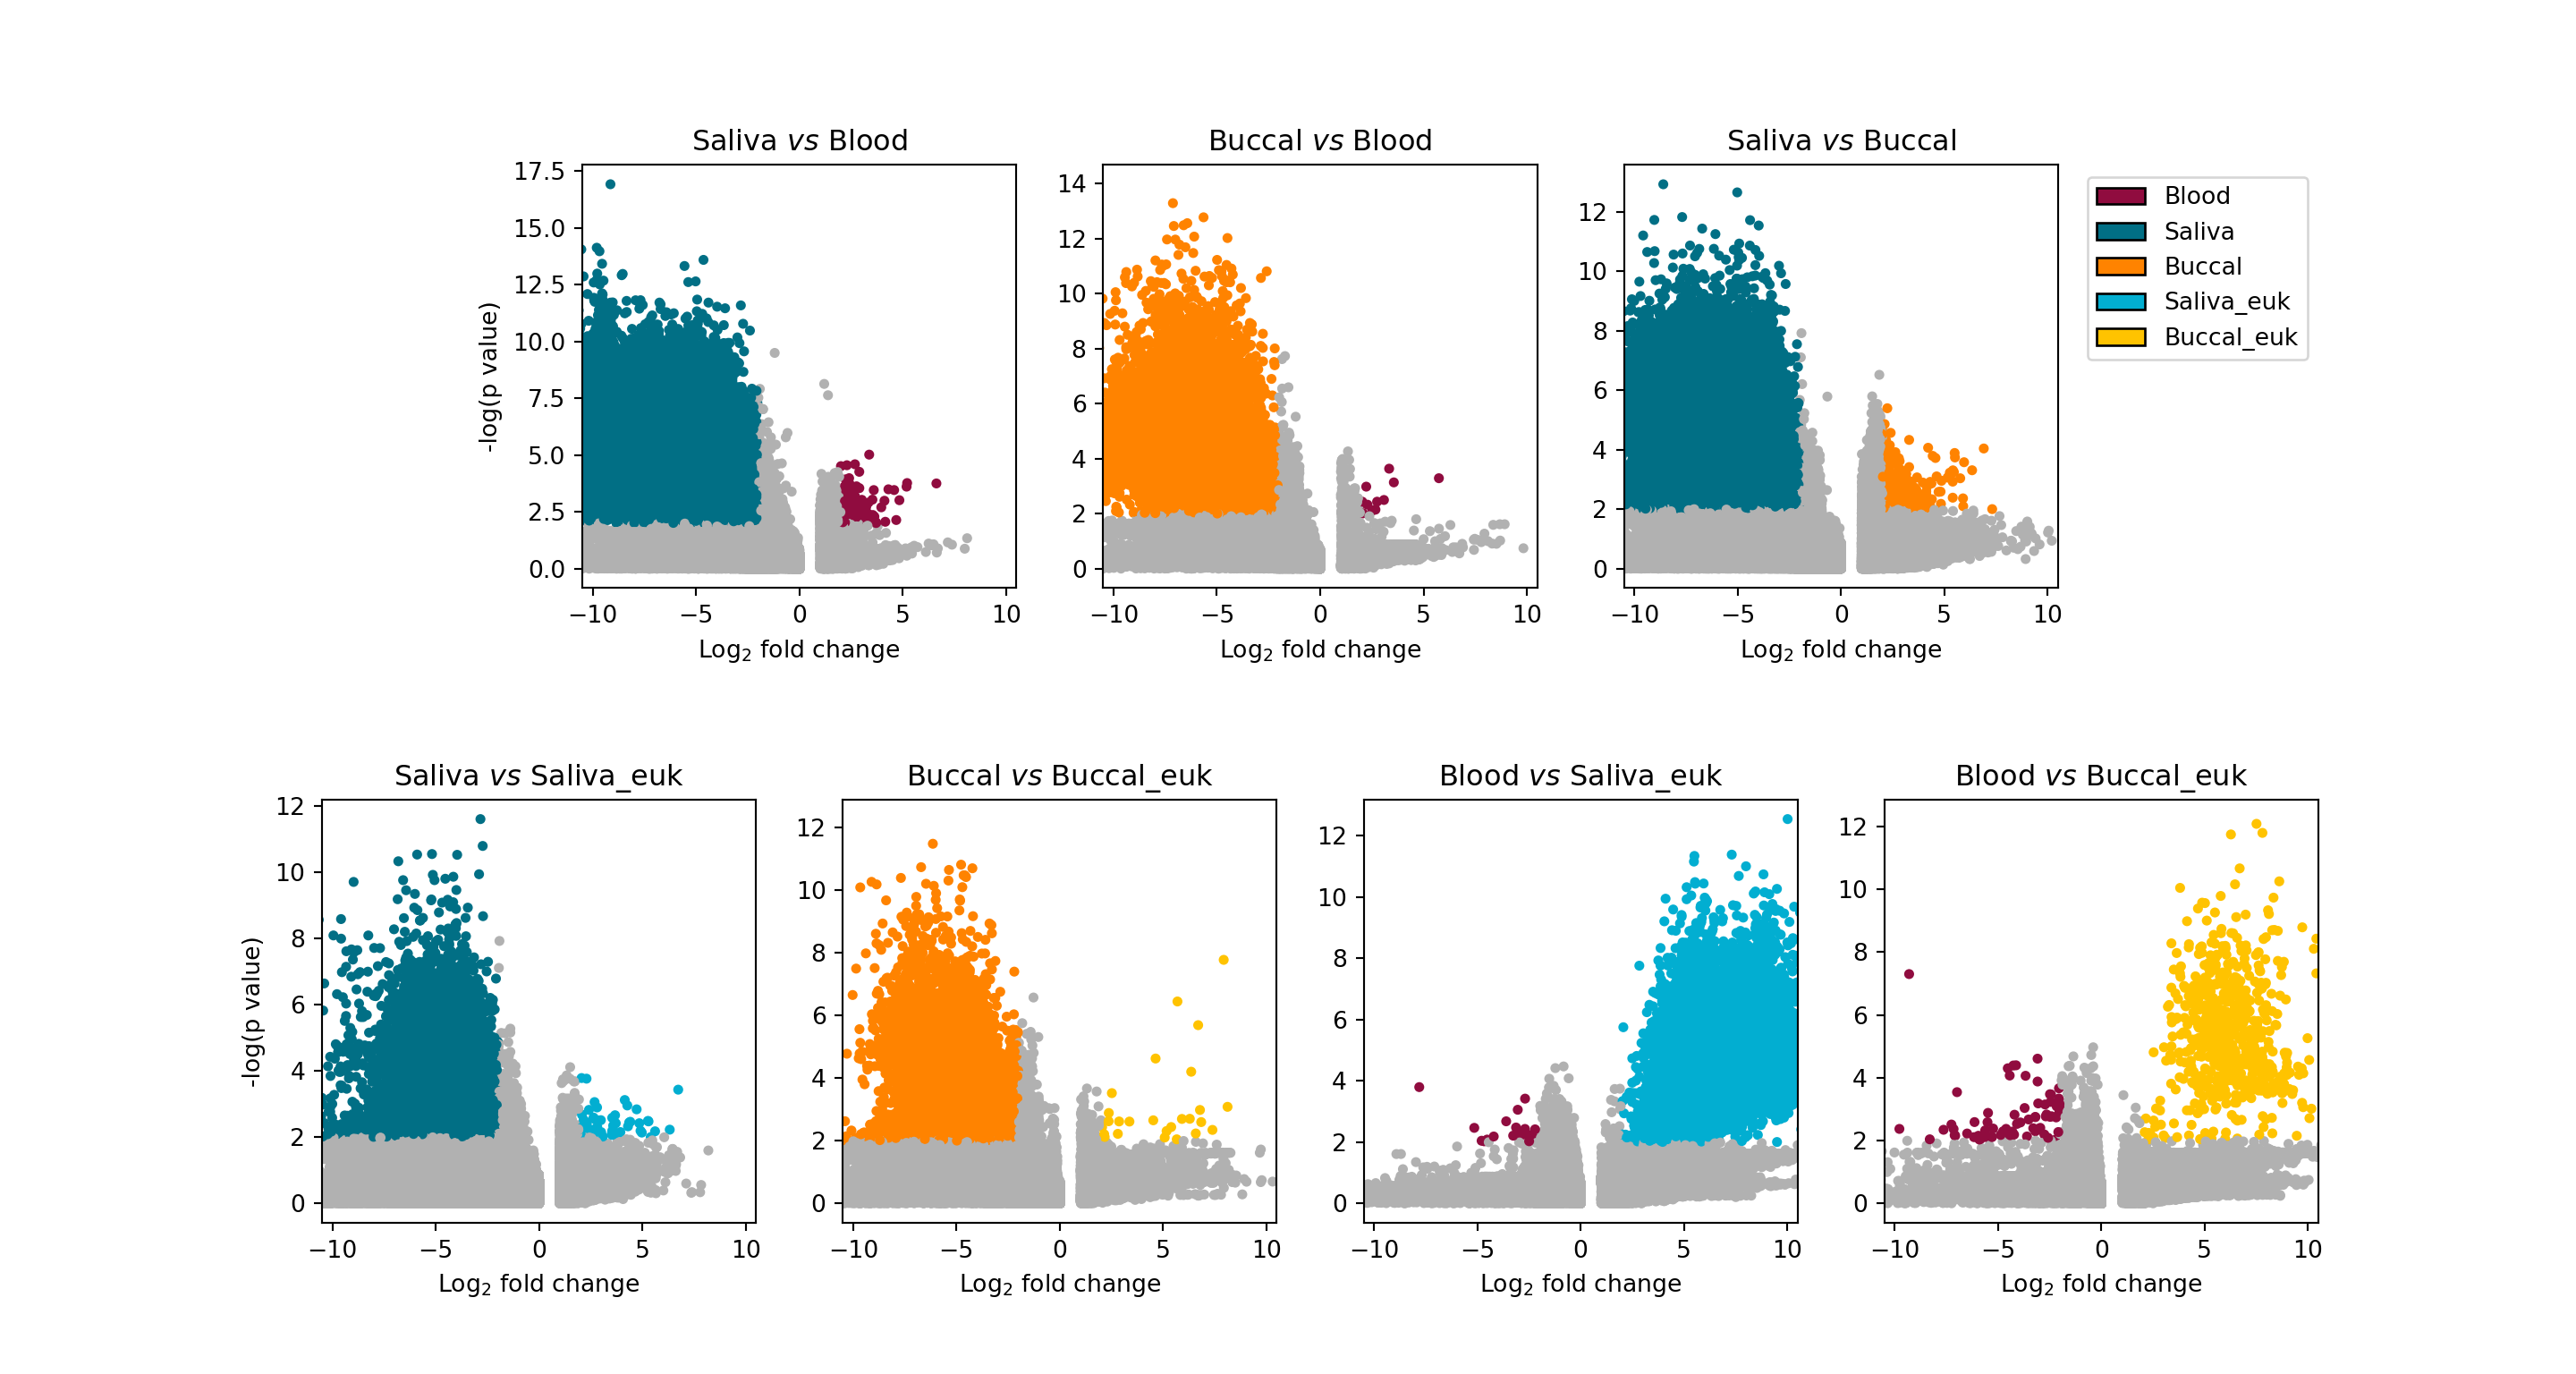 Saliva vs Blood
17.5
15.0
12.5
10.0
7.5
5.0
2.5
0.0
-log(p value)
−10 −5 0 5 10
Log₂ fold change
Buccal vs Blood
14
12
10
8
6
4
2
0
−10 −5 0 5 10
Log₂ fold change
Saliva vs Buccal
12
10
8
6
4
2
0
−10 −5 0 5 10
Log₂ fold change
Blood
Saliva
Buccal
Saliva_euk
Buccal_euk
Saliva vs Saliva_euk
12
10
8
6
4
2
0
-log(p value)
−10 −5 0 5 10
Log₂ fold change
Buccal vs Buccal_euk
12
10
8
6
4
2
0
−10 −5 0 5 10
Log₂ fold change
Blood vs Saliva_euk
12
10
8
6
4
2
0
−10 −5 0 5 10
Log₂ fold change
Blood vs Buccal_euk
12
10
8
6
4
2
0
−10 −5 0 5 10
Log₂ fold change